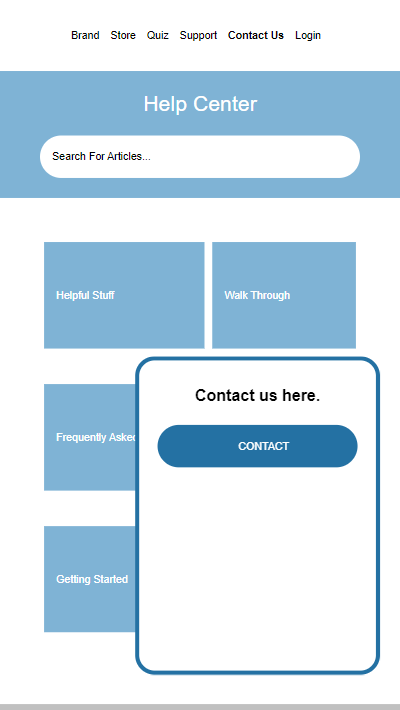 Brand Store Quiz Support Contact Us Login
Help Center
Search For Articles...
Helpful Stuff
Walk Through
Frequently Asked
Contact us here.
CONTACT
Getting Started